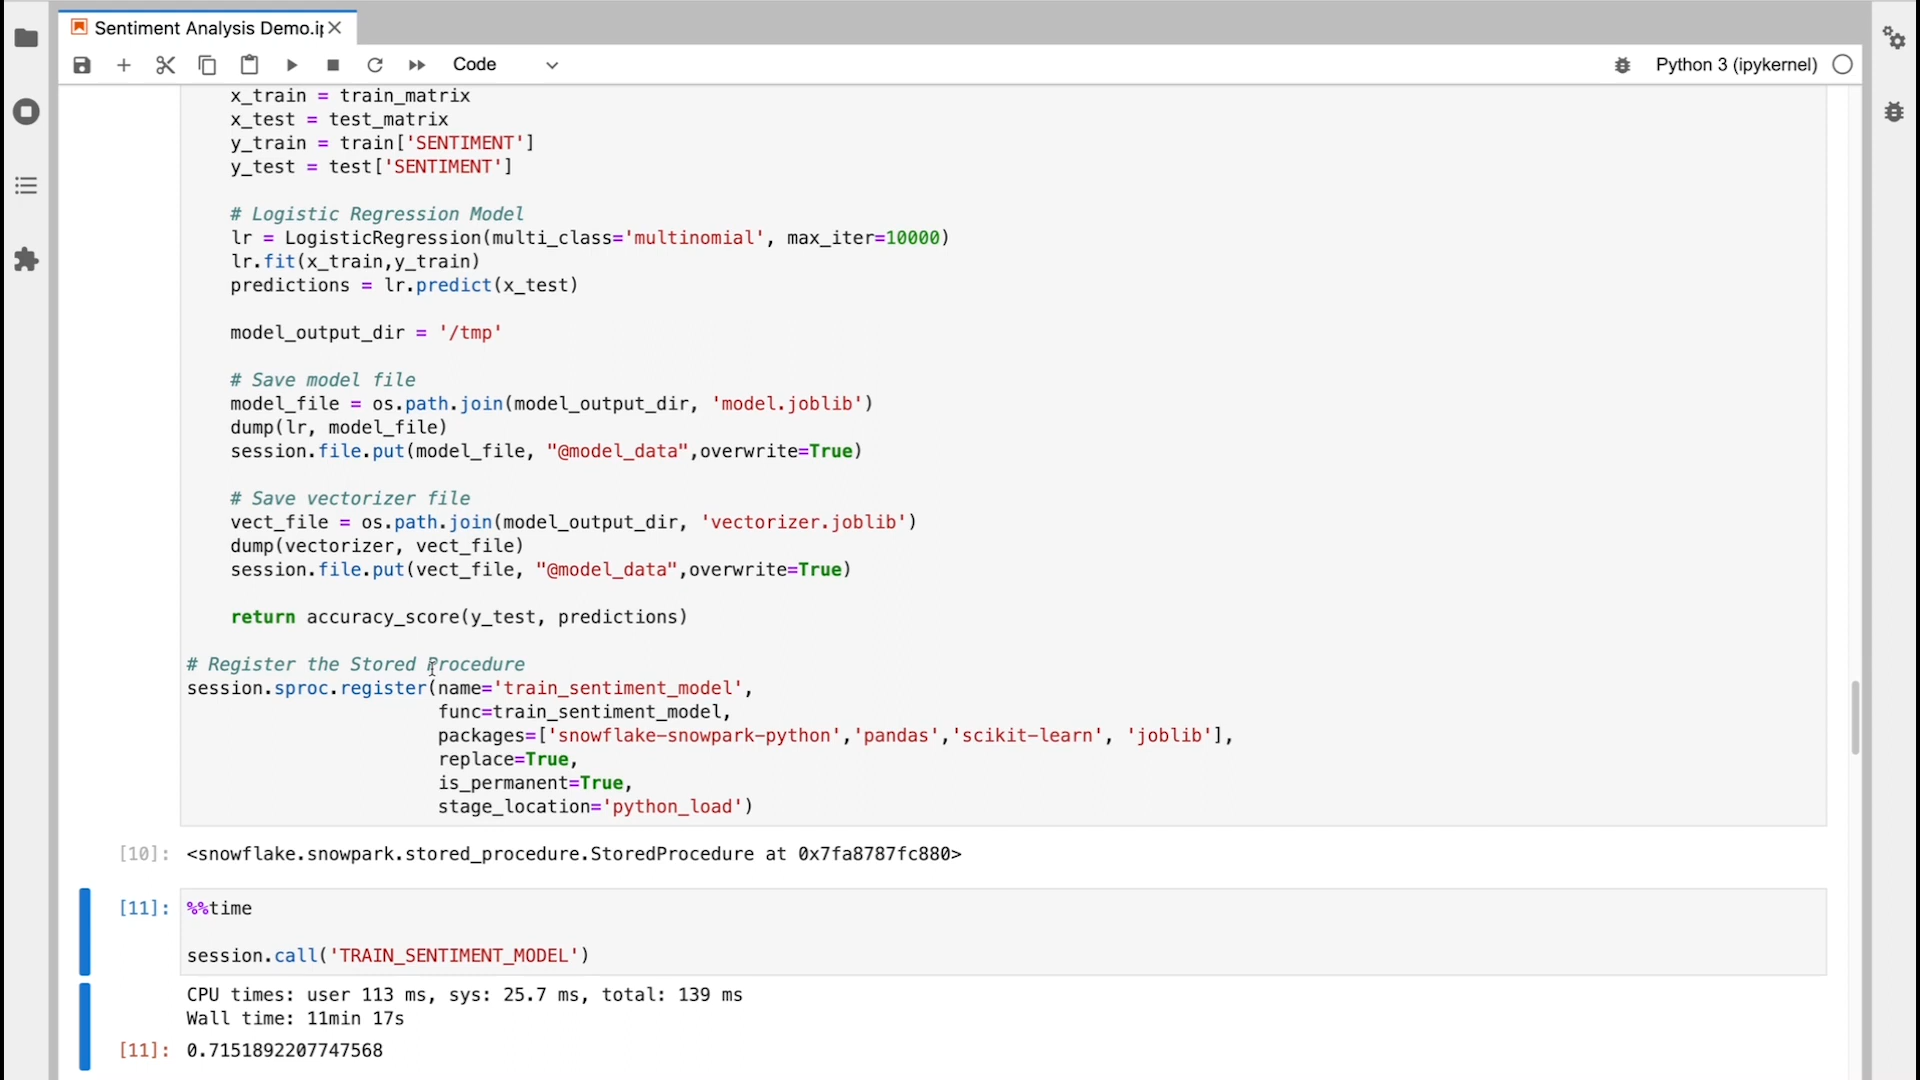 Sentiment Analysis Demo.ip
Code
Python 3 (ipykernel)
x_train = train_matrix
x_test = test_matrix
y_train = train['SENTIMENT']
y_test = test['SENTIMENT']
# Logistic Regression Model
lr = LogisticRegression(multi_class='multinomial', max_iter=10000)
lr.fit(x_train,y_train)
predictions = lr.predict(x_test)
model_output_dir = '/tmp'
# Save model file
model_file = os.path.join(model_output_dir, 'model.joblib')
dump(lr, model_file)
session.file.put(model_file, "@model_data",overwrite=True)
# Save vectorizer file
vect_file = os.path.join(model_output_dir, 'vectorizer.joblib')
dump(vectorizer, vect_file)
session.file.put(vect_file, "@model_data",overwrite=True)
return accuracy_score(y_test, predictions)
# Register the Stored Procedure
session.sproc.register(name='train_sentiment_model',
func=train_sentiment_model,
packages=['snowflake-snowpark-python','pandas','scikit-learn', 'joblib'],
replace=True,
is_permanent=True,
stage_location='python_load')
[10]: <snowflake.snowpark.stored_procedure.StoredProcedure at 0x7fa8787fc880>
[11]: %%time
session.call('TRAIN_SENTIMENT_MODEL')
CPU times: user 113 ms, sys: 25.7 ms, total: 139 ms
Wall time: 11min 17s
[11]: 0.7151892207747568